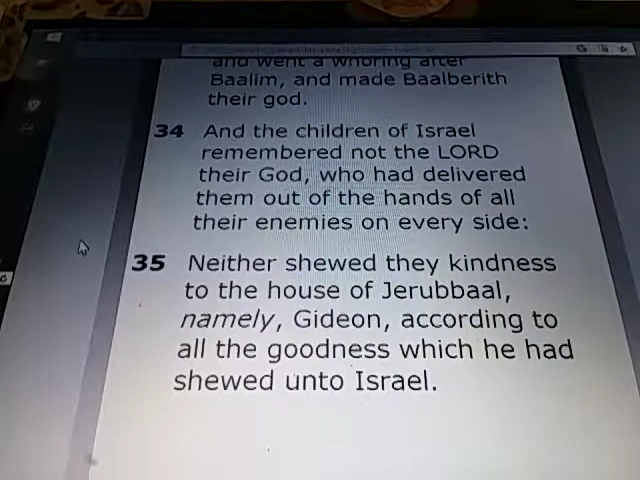 and went a whoring after
Baalim, and made Baalberith
their god.
34 And the children of Israel
remembered not the LORD
their God, who had delivered
them out of the hands of all
their enemies on every side:
35 Neither shewed they kindness
to the house of Jerubbaal,
namely, Gideon, according to
all the goodness which he had
shewed unto Israel.